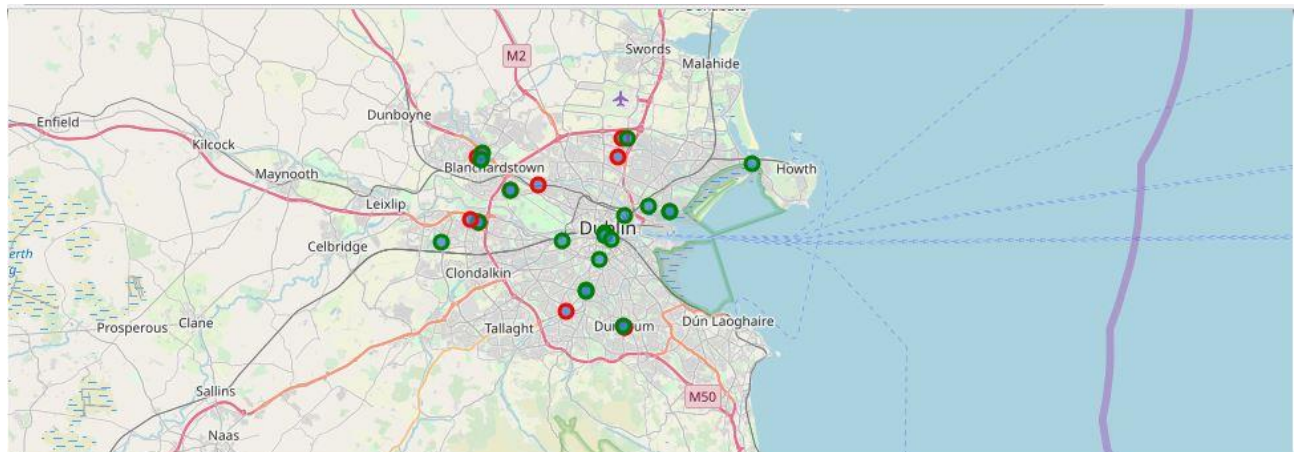 Swords
M2
Malahide
Dunboyne
Enfield
Kilcock
Blanchardstown
Maynooth
Howth
Leixlip
Dublin
Celbridge
Clondalkin
Prosperous
Clane
Tallaght
Dún Laoghaire
Sallins
M50
Naas